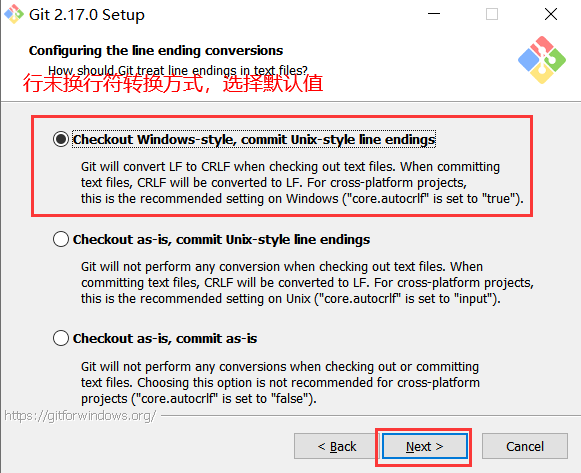 Git 2.17.0 Setup
Configuring the line ending conversions
How should Git treat line endings in text files?
行末换行符转换方式，选择默认值
Checkout Windows-style, commit Unix-style line endings
Git will convert LF to CRLF when checking out text files. When committing
text files, CRLF will be converted to LF. For cross-platform projects,
this is the recommended setting on Windows ("core.autocrlf" is set to "true").
Checkout as-is, commit Unix-style line endings
Git will not perform any conversion when checking out text files. When
committing text files, CRLF will be converted to LF. For cross-platform projects,
this is the recommended setting on Unix ("core.autocrlf" is set to "input").
Checkout as-is, commit as-is
Git will not perform any conversions when checking out or committing
text files. Choosing this option is not recommended for cross-platform
projects ("core.autocrlf" is set to "false").
https://gitforwindows.org/
< Back Next > Cancel